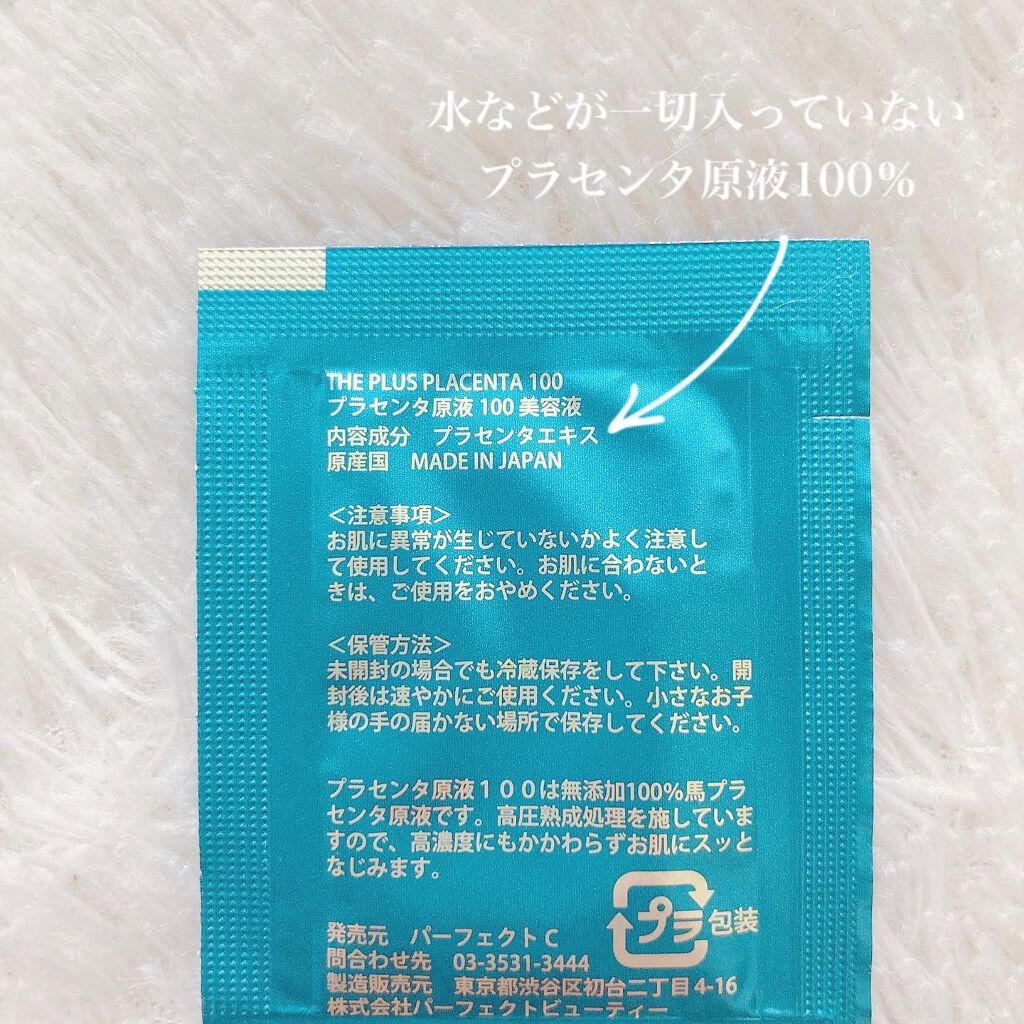 水などが一切入っていない
プラセンタ原液100%
THE PLUS PLACENTA 100
プラセンタ原液 100 美容液
内容成分　プラセンタエキス
原産国　MADE IN JAPAN
＜注意事項＞
お肌に異常が生じていないかよく注意し
て使用してください。お肌に合わないと
きは、ご使用をおやめください。
＜保管方法＞
未開封の場合でも冷蔵保存をして下さい。開
封後は速やかにご使用ください。小さなお子
様の手の届かない場所で保存してください。
プラセンタ原液１００は無添加100%馬プラ
センタ原液です。高圧熟成処理を施していま
すので、高濃度にもかかわらずお肌にスッと
なじみます。
プラ 包装
発売元　パーフェクトC
問合わせ先　03-3531-3444
製造販売元　東京都渋谷区初台二丁目4-16
株式会社パーフェクトビューティー